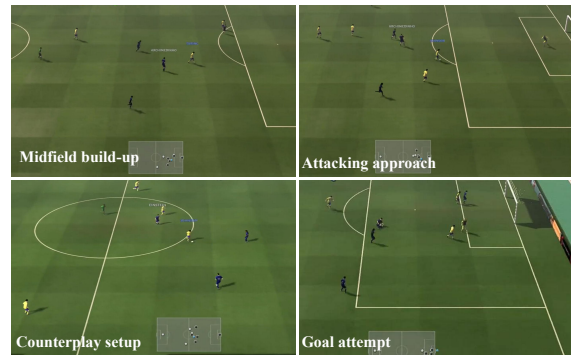 Midfield build-up
Attacking approach
Counterplay setup
Goal attempt